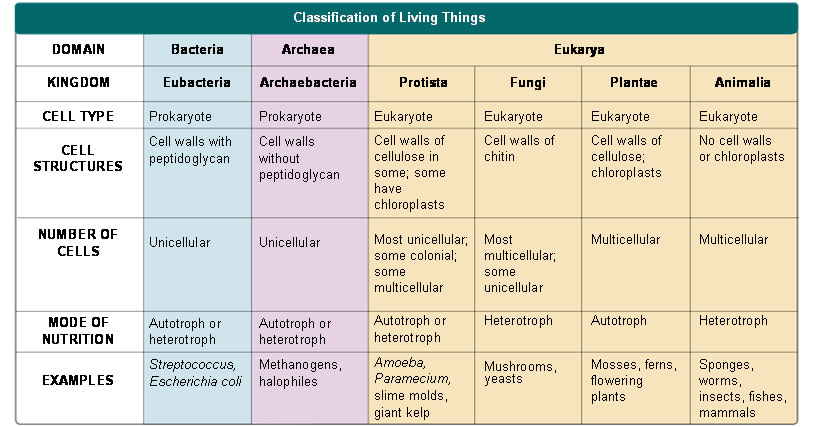 Classification of Living Things
DOMAIN Bacteria Archaea Eukarya
KINGDOM Eubacteria Archaebacteria Protista Fungi Plantae Animalia
CELL TYPE Prokaryote Prokaryote Eukaryote Eukaryote Eukaryote Eukaryote
CELL
STRUCTURES
Cell walls with
peptidoglycan
Cell walls
without
peptidoglycan
Cell walls of
cellulose in
some; some
have
chloroplasts
Cell walls of
chitin
Cell walls of
cellulose;
chloroplasts
No cell walls
or chloroplasts
NUMBER OF
CELLS
Unicellular
Unicellular
Most unicellular;
some colonial;
some
multicellular
Most
multicellular;
some
unicellular
Multicellular
Multicellular
MODE OF
NUTRITION
Autotroph or
heterotroph
Autotroph or
heterotroph
Autotroph or
heterotroph
Heterotroph
Autotroph
Heterotroph
EXAMPLES
Streptococcus,
Escherichia coli
Methanogens,
halophiles
Amoeba,
Paramecium,
slime molds,
giant kelp
Mushrooms,
yeasts
Mosses, ferns,
flowering
plants
Sponges,
worms,
insects, fishes,
mammals